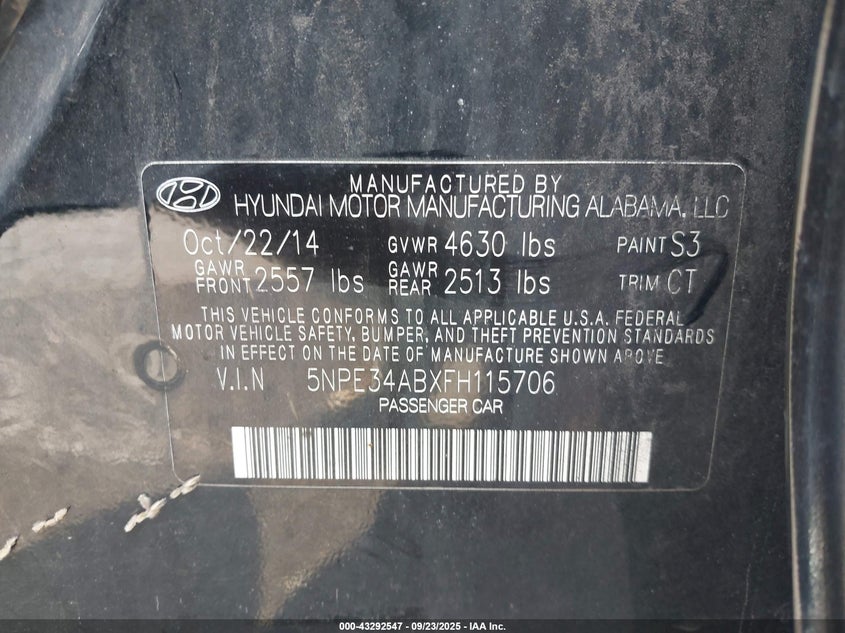 MANUFACTURED BY
HYUNDAI MOTOR MANUFACTURING ALABAMA, LLC
Oct/22/14 GVWR 4630 lbs PAINT S3
GAWR FRONT 2557 lbs GAWR REAR 2513 lbs TRIM CT
THIS VEHICLE CONFORMS TO ALL APPLICABLE U.S.A. FEDERAL
MOTOR VEHICLE SAFETY, BUMPER, AND THEFT PREVENTION STANDARDS
IN EFFECT ON THE DATE OF MANUFACTURE SHOWN ABOVE.
V.I.N 5NPE34ABXFH115706
PASSENGER CAR
000-43292547 - 09/23/2025 - IAA Inc.